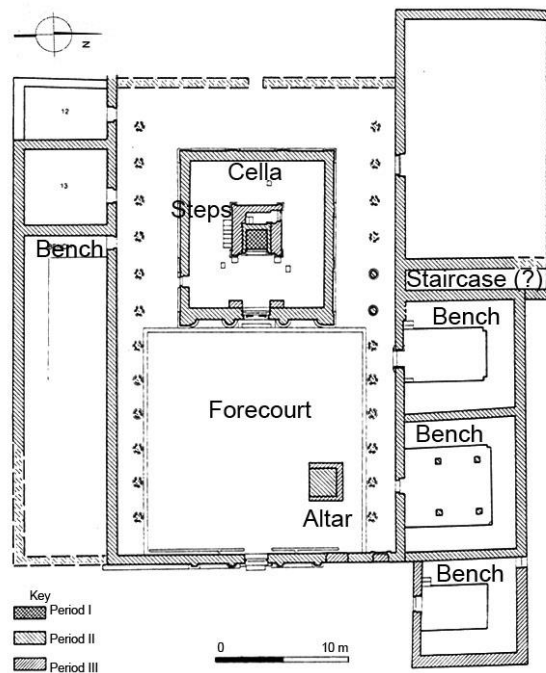 N
12
13
Cella
Steps
Bench
Staircase (?)
Bench
Forecourt
Bench
Altar
Bench
Key
Period I
Period II
Period III
0 10 m